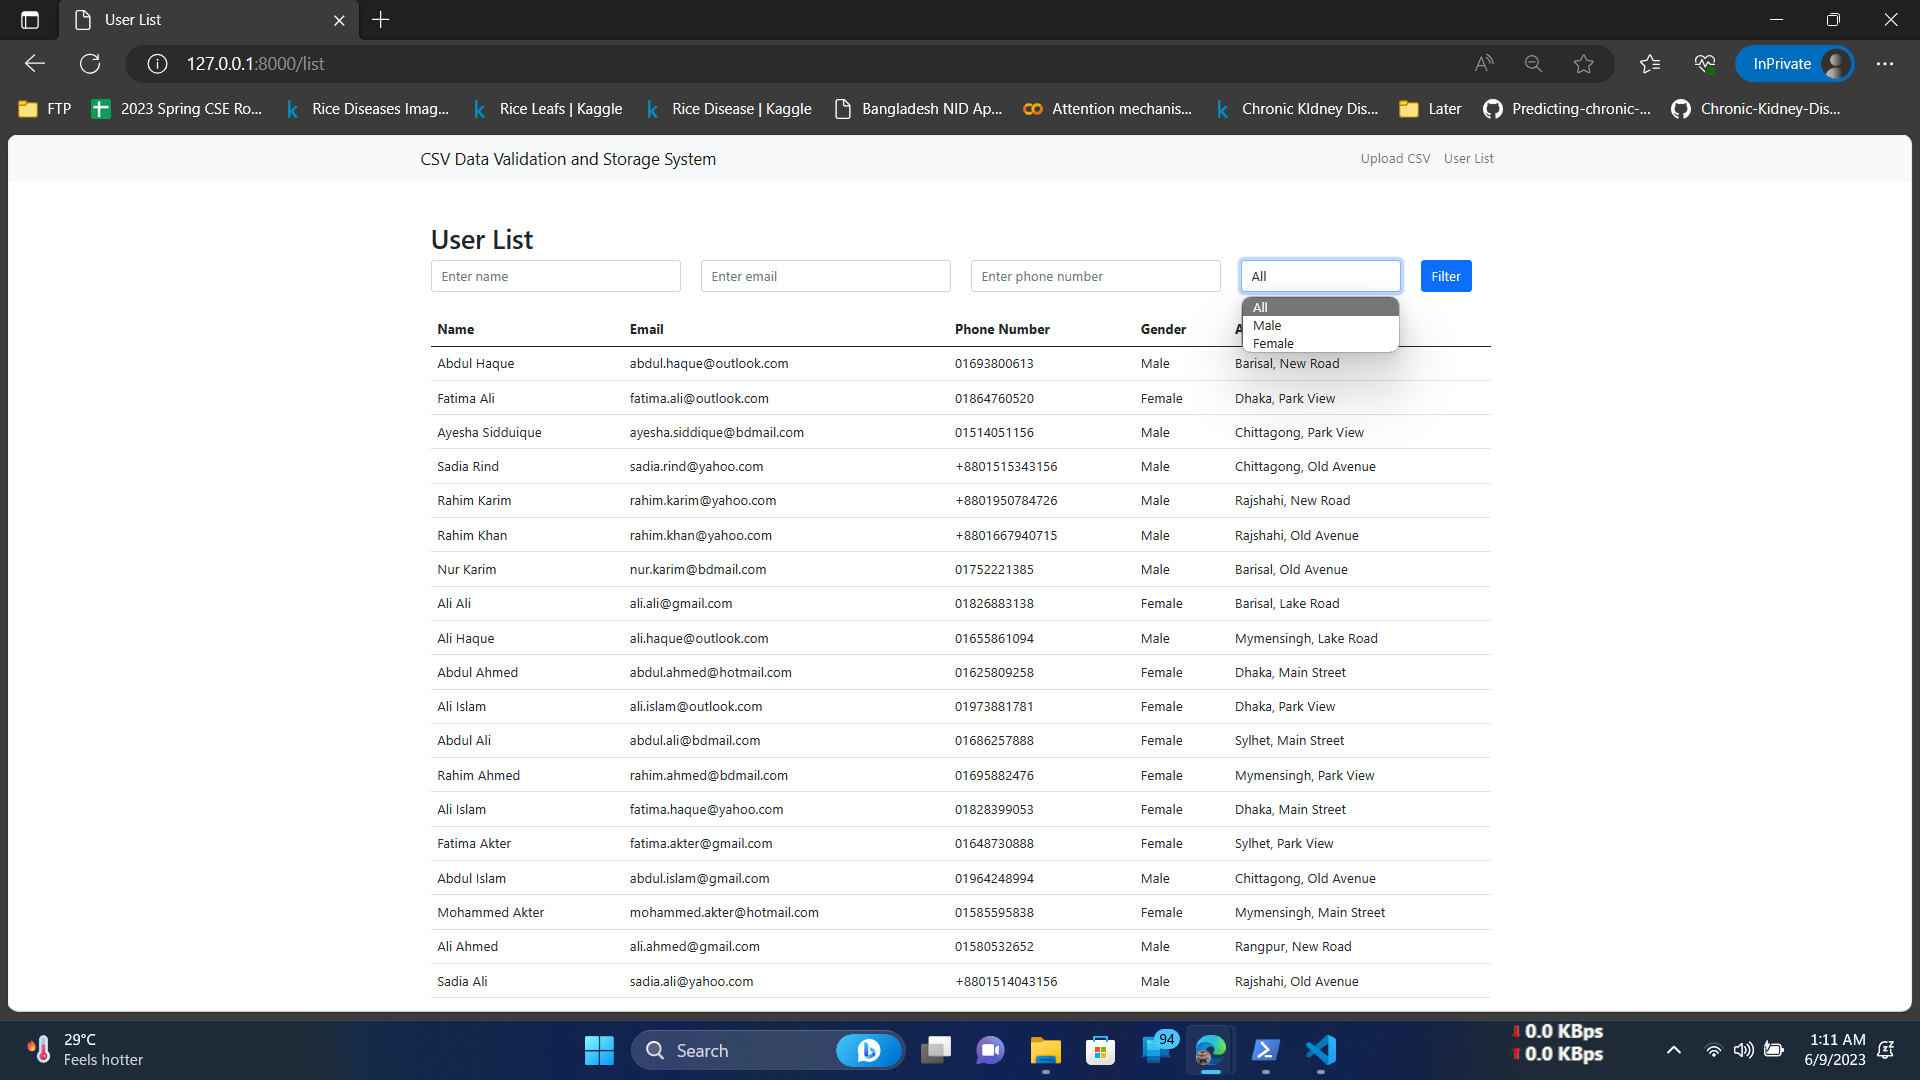 User List
127.0.0.1:8000/list
InPrivate
FTP 2023 Spring CSE Ro... Rice Diseases Imag... Rice Leafs | Kaggle Rice Disease | Kaggle Bangladesh NID Ap... Attention mechanis... Chronic KIdney Dis... Later Predicting-chronic-... Chronic-Kidney-Dis...
CSV Data Validation and Storage System Upload CSV User List
User List
Enter name Enter email Enter phone number All Filter
All
Male
Female
Name Email Phone Number Gender
Abdul Haque abdul.haque@outlook.com 01693800613 Male Barisal, New Road
Fatima Ali fatima.ali@outlook.com 01864760520 Female Dhaka, Park View
Ayesha Sidduique ayesha.siddique@bdmail.com 01514051156 Male Chittagong, Park View
Sadia Rind sadia.rind@yahoo.com +8801515343156 Male Chittagong, Old Avenue
Rahim Karim rahim.karim@yahoo.com +8801950784726 Male Rajshahi, New Road
Rahim Khan rahim.khan@yahoo.com +8801667940715 Male Rajshahi, Old Avenue
Nur Karim nur.karim@bdmail.com 01752221385 Male Barisal, Old Avenue
Ali Ali ali.ali@gmail.com 01826883138 Female Barisal, Lake Road
Ali Haque ali.haque@outlook.com 01655861094 Male Mymensingh, Lake Road
Abdul Ahmed abdul.ahmed@hotmail.com 01625809258 Female Dhaka, Main Street
Ali Islam ali.islam@outlook.com 01973881781 Female Dhaka, Park View
Abdul Ali abdul.ali@bdmail.com 01686257888 Female Sylhet, Main Street
Rahim Ahmed rahim.ahmed@bdmail.com 01695882476 Female Mymensingh, Park View
Ali Islam fatima.haque@yahoo.com 01828399053 Female Dhaka, Main Street
Fatima Akter fatima.akter@gmail.com 01648730888 Female Sylhet, Park View
Abdul Islam abdul.islam@gmail.com 01964248994 Male Chittagong, Old Avenue
Mohammed Akter mohammed.akter@hotmail.com 01585595838 Female Mymensingh, Main Street
Ali Ahmed ali.ahmed@gmail.com 01580532652 Male Rangpur, New Road
Sadia Ali sadia.ali@yahoo.com +8801514043156 Male Rajshahi, Old Avenue
29°C
Feels hotter
Search
94
0.0 KBps
0.0 KBps
1:11 AM
6/9/2023